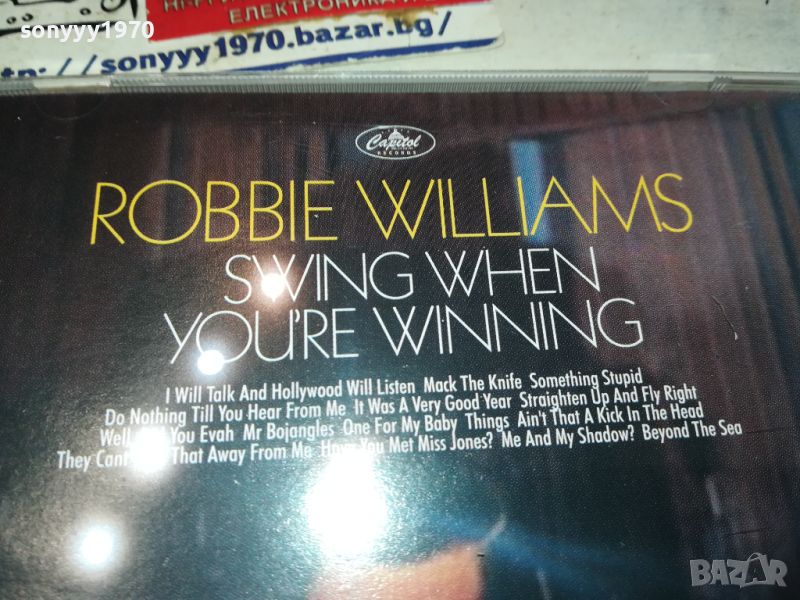 sonyyy1970
ЕЛЕКТРОНИКА
http://sonyyy1970.bazar.bg/
Capitol
RECORDS
ROBBIE WILLIAMS
SWING WHEN
YOU'RE WINNING
I Will Talk And Hollywood Will Listen Mack The Knife Something Stupid
Do Nothing Till You Hear From Me It Was A Very Good Year Straighten Up And Fly Right
Well You Evah Mr Bojangles One For My Baby Things Ain't That A Kick In The Head
They Can't That Away From Me Have You Met Miss Jones? Me And My Shadow? Beyond The Sea
sonyyy1970
BAZAR